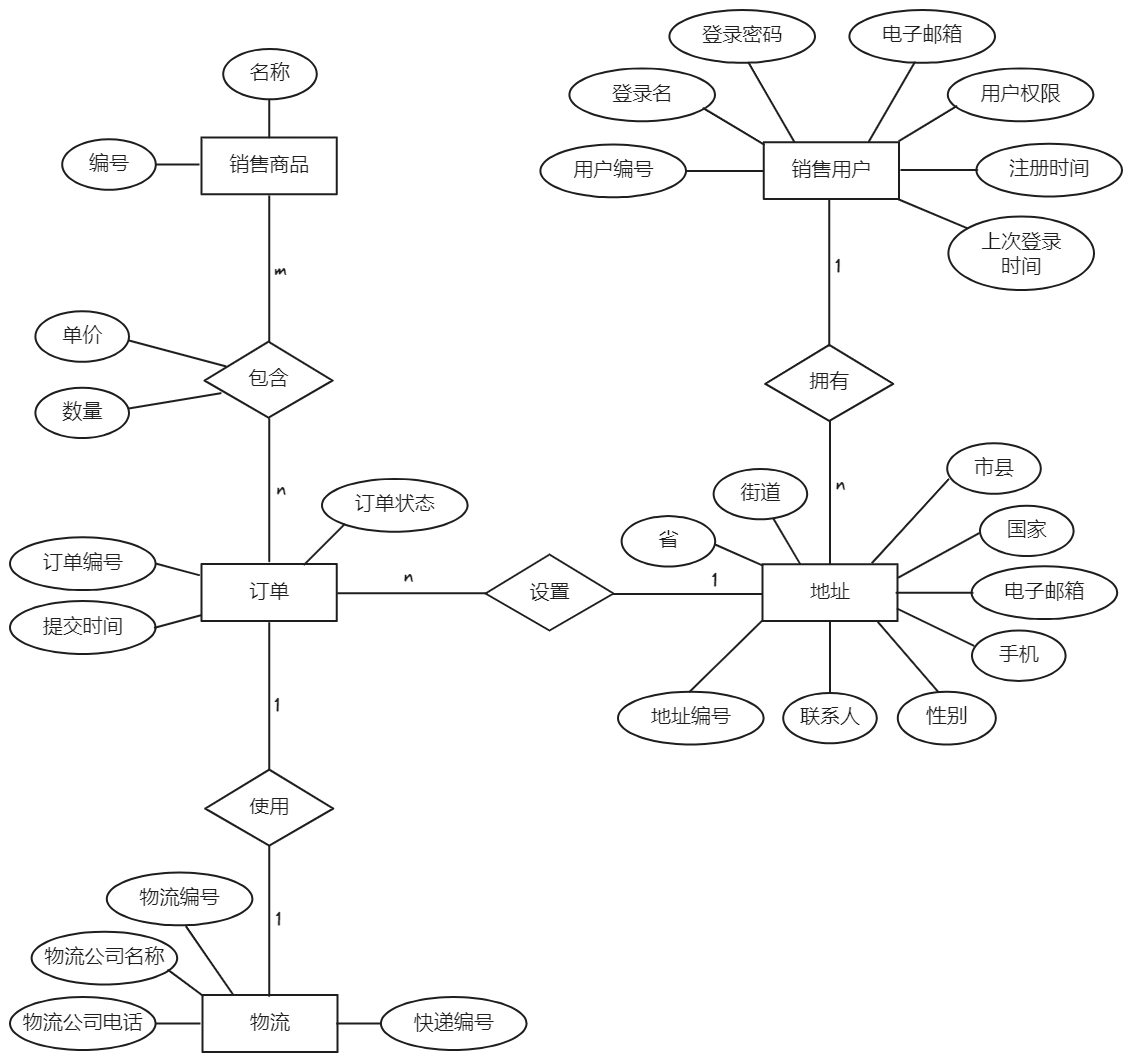 登录密码
电子邮箱
名称
登录名
用户权限
编号
销售商品
用户编号
销售用户
注册时间
上次登录
时间
m
1
单价
包含
拥有
数量
市县
n
n
街道
订单状态
省
国家
订单编号
n
1
订单
设置
地址
电子邮箱
提交时间
手机
1
地址编号
联系人
性别
使用
物流编号
1
物流公司名称
物流公司电话
物流
快递编号